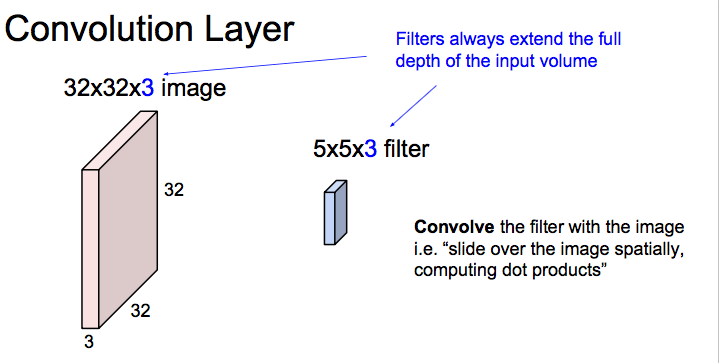 Convolution Layer
Filters always extend the full
depth of the input volume
32x32x3 image
5x5x3 filter
32
Convolve the filter with the image
i.e. “slide over the image spatially,
computing dot products”
32
3